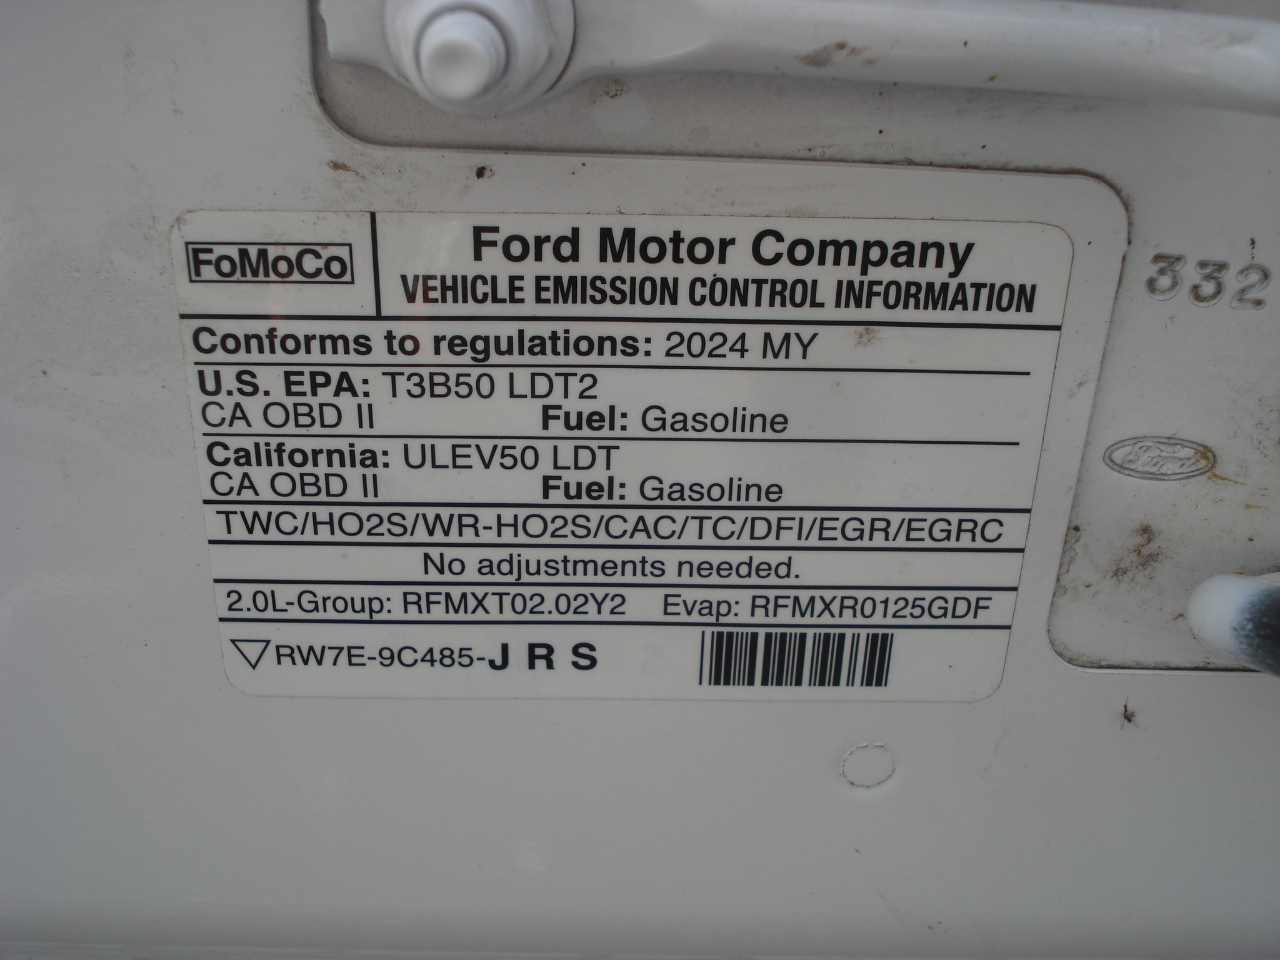 FoMoCo
Ford Motor Company
VEHICLE EMISSION CONTROL INFORMATION
Conforms to regulations: 2024 MY
U.S. EPA: T3B50 LDT2
CA OBD II Fuel: Gasoline
California: ULEV50 LDT
CA OBD II Fuel: Gasoline
TWC/HO2S/WR-HO2S/CAC/TC/DFI/EGR/EGRC
No adjustments needed.
2.0L-Group: RFMXT02.02Y2 Evap: RFMXR0125GDF
RW7E-9C485-J R S
332